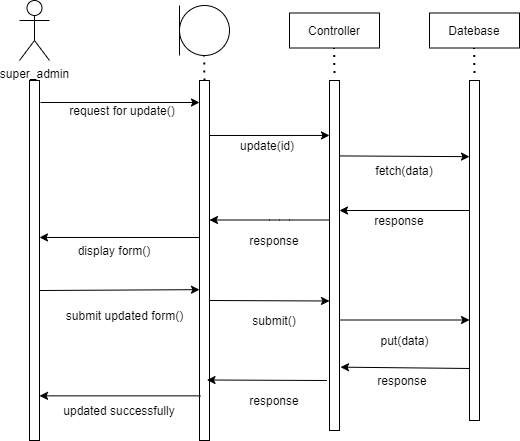 Controller
Datebase
super_admin
request for update()
update(id)
fetch(data)
response
response
display form()
submit updated form()
submit()
put(data)
response
response
updated successfully